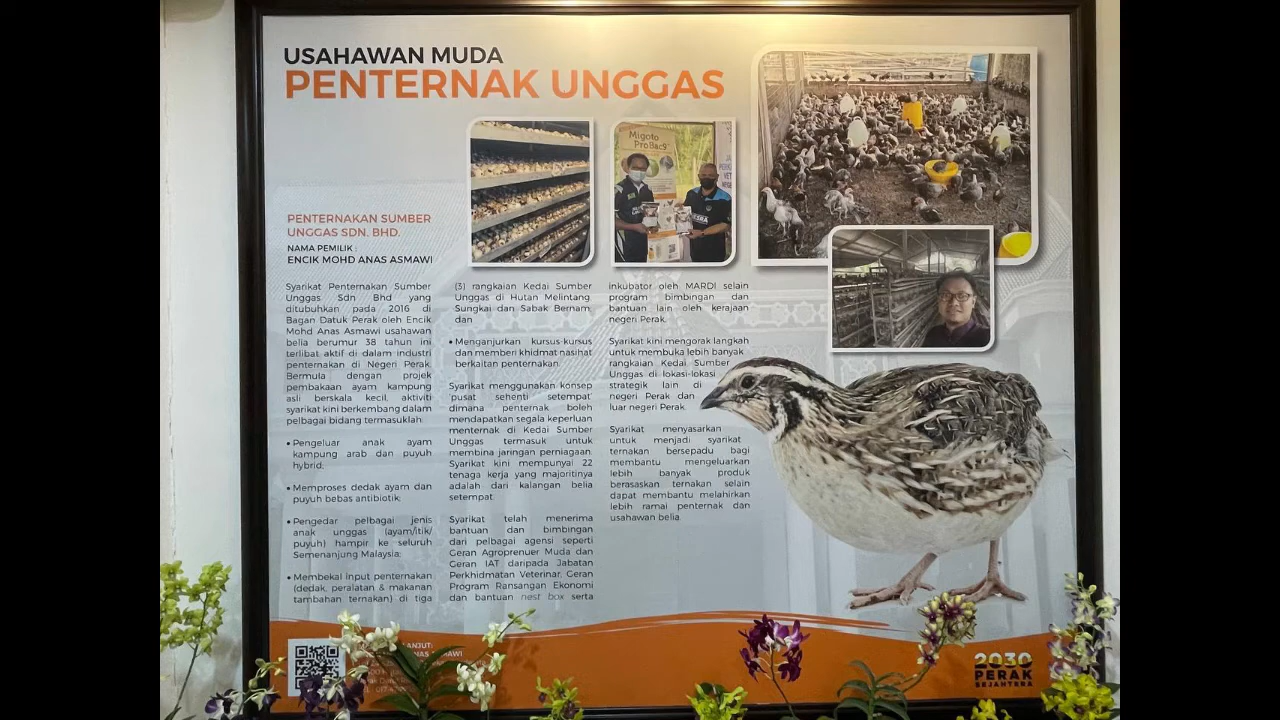 USAHAWAN MUDA
PENTERNAK UNGGAS
PENTERNAKAN SUMBER
UNGGAS SDN. BHD.
NAMA PEMILIK :
ENCIK MOHD ANAS ASMAWI
Syarikat Penternakan Sumber
Unggas Sdn Bhd yang
ditubuhkan pada 2016 di
Bagan Datuk Perak oleh Encik
Mohd Anas Asmawi usahawan
belia berumur 38 tahun ini
terlibat aktif di dalam industri
penternakan di Negeri Perak.
Bermula dengan projek
pembakaan ayam kampung
asli berskala kecil, aktiviti
syarikat kini berkembang dalam
pelbagai bidang termasuklah:
• Pengeluar anak ayam
kampung arab dan puyuh
hybrid;
• Memproses dedak ayam dan
puyuh bebas antibiotik;
• Pengedar pelbagai jenis
anak unggas (ayam/itik/
puyuh) hampir ke seluruh
Semenanjung Malaysia;
• Membekal input penternakan
(dedak, peralatan & makanan
tambahan ternakan) di tiga
(3) rangkaian Kedai Sumber
Unggas di Hutan Melintang,
Sungkai dan Sabak Bernam;
dan
• Menganjurkan kursus-kursus
dan memberi khidmat nasihat
berkaitan penternakan.
Syarikat menggunakan konsep
'pusat sehenti setempat'
dimana penternak boleh
mendapatkan segala keperluan
menternak di Kedai Sumber
Unggas termasuk untuk
membina jaringan perniagaan.
Syarikat kini mempunyai 22
tenaga kerja yang majoritinya
adalah dari kalangan belia
setempat.
Syarikat telah menerima
bantuan dan bimbingan
dari pelbagai agensi seperti
Geran Agroprenuer Muda dan
Geran IAT daripada Jabatan
Perkhidmatan Veterinar, Geran
Program Ransangan Ekonomi
dan bantuan nest box serta
inkubator oleh MARDI selain
program bimbingan dan
bantuan lain oleh kerajaan
negeri Perak.
Syarikat kini mengorak langkah
untuk membuka lebih banyak
rangkaian Kedai Sumber
Unggas di lokasi-lokasi
strategik lain di
negeri Perak dan
luar negeri Perak.
Syarikat menyasarkan
untuk menjadi syarikat
ternakan bersepadu bagi
membantu mengeluarkan
lebih banyak produk
berasaskan ternakan selain
dapat membantu melahirkan
lebih ramai penternak dan
usahawan belia.
Migoto
ProBac9
ASMAWI
2030
PERAK
SEJAHTERA